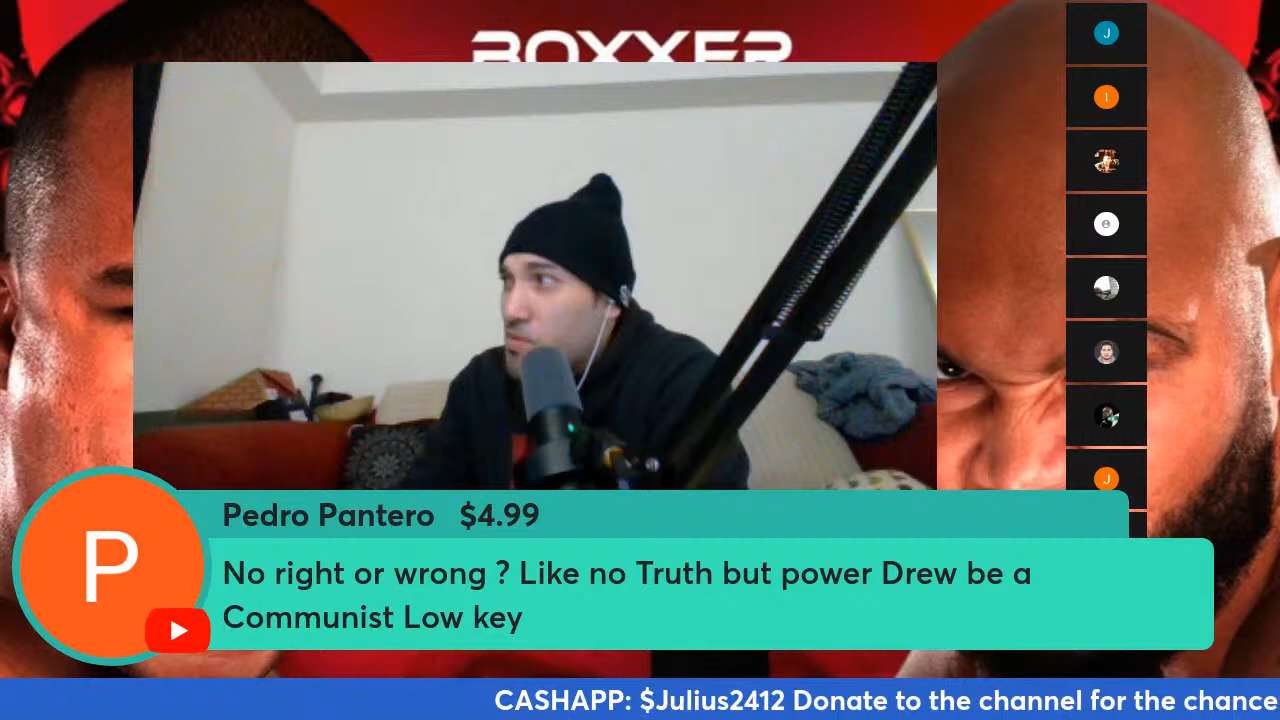 BOXXER
J
I
J
Pedro Pantero $4.99
P
No right or wrong ? Like no Truth but power Drew be a
Communist Low key
CASHAPP: $Julius2412 Donate to the channel for the chance